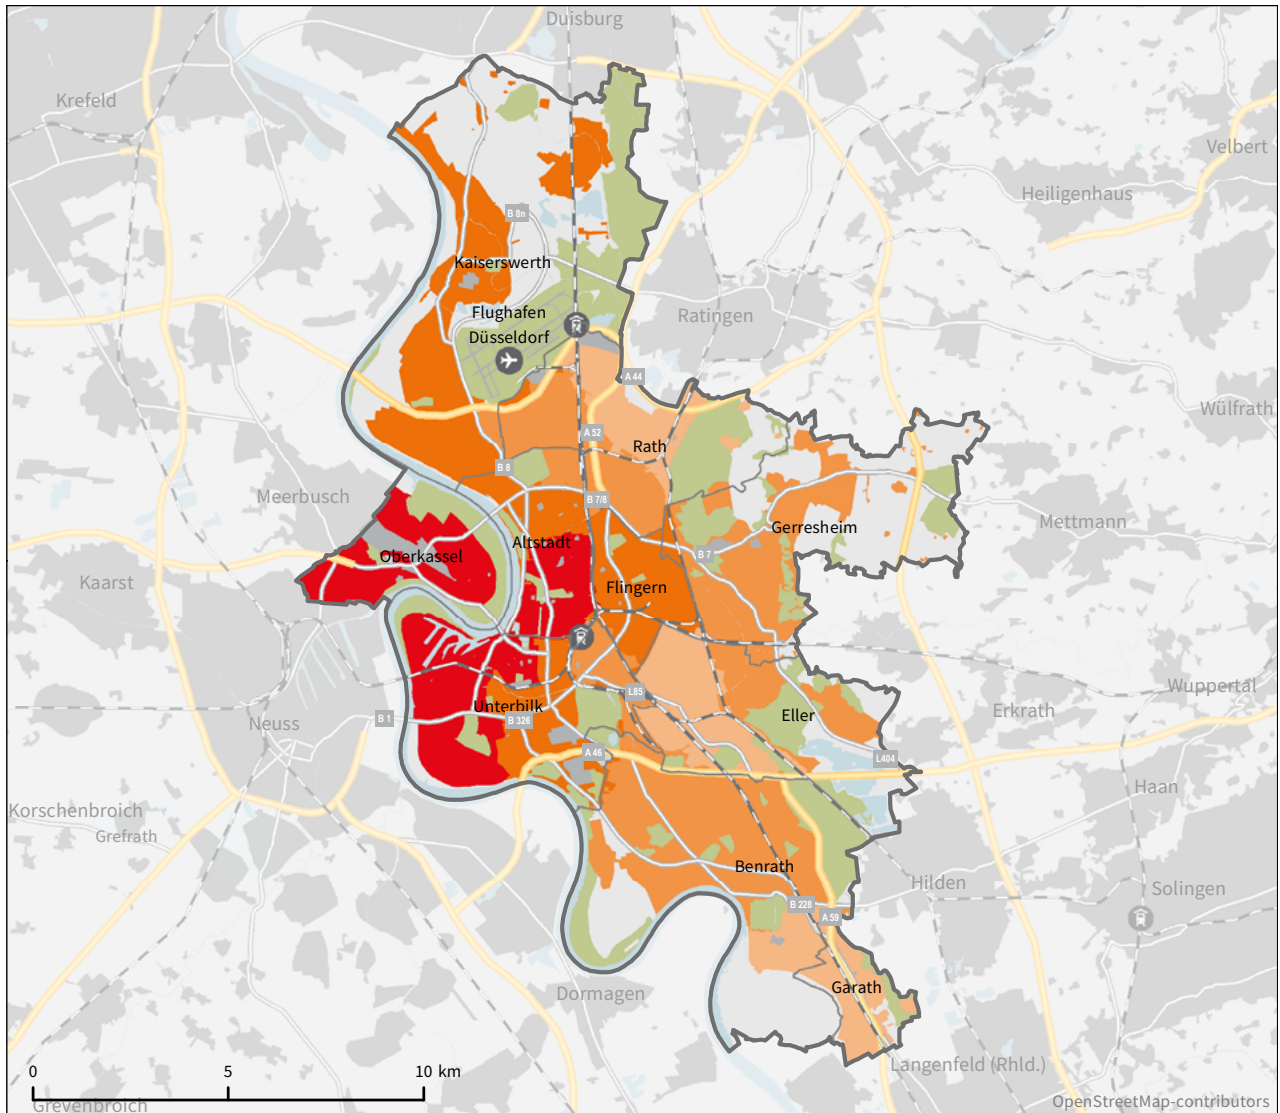 Duisburg
Krefeld
Velbert
Heiligenhaus
B 8n
Kaiserswerth
Flughafen
Düsseldorf
Ratingen
A 44
Wülfrath
A 52
Rath
B 8
Meerbusch
B 7/8
Mettmann
Gerresheim
Altstadt
B 7
Oberkassel
Kaarst
Flingern
Wuppertal
L85
Unterbilk
Erkrath
Eller
B 1
B 326
Neuss
A 46
L404
Haan
Korschenbroich
Grefrath
Benrath
Hilden
Solingen
B 228
A 59
Garath
Dormagen
Langenfeld (Rhld.)
0 5 10 km
Grevenbroich
OpenStreetMap-contributors